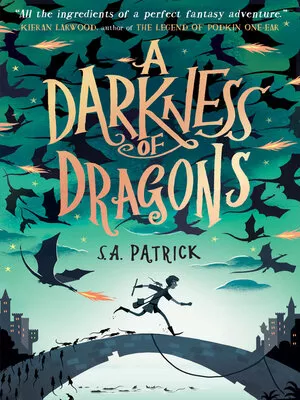 "All the ingredients of a perfect fantasy adventure."
KIERAN LARWOOD, author of THE LEGEND OF PODKIN ONE-EAR
A
DARKNESS
OF
DRAGONS
S.A. PATRICK